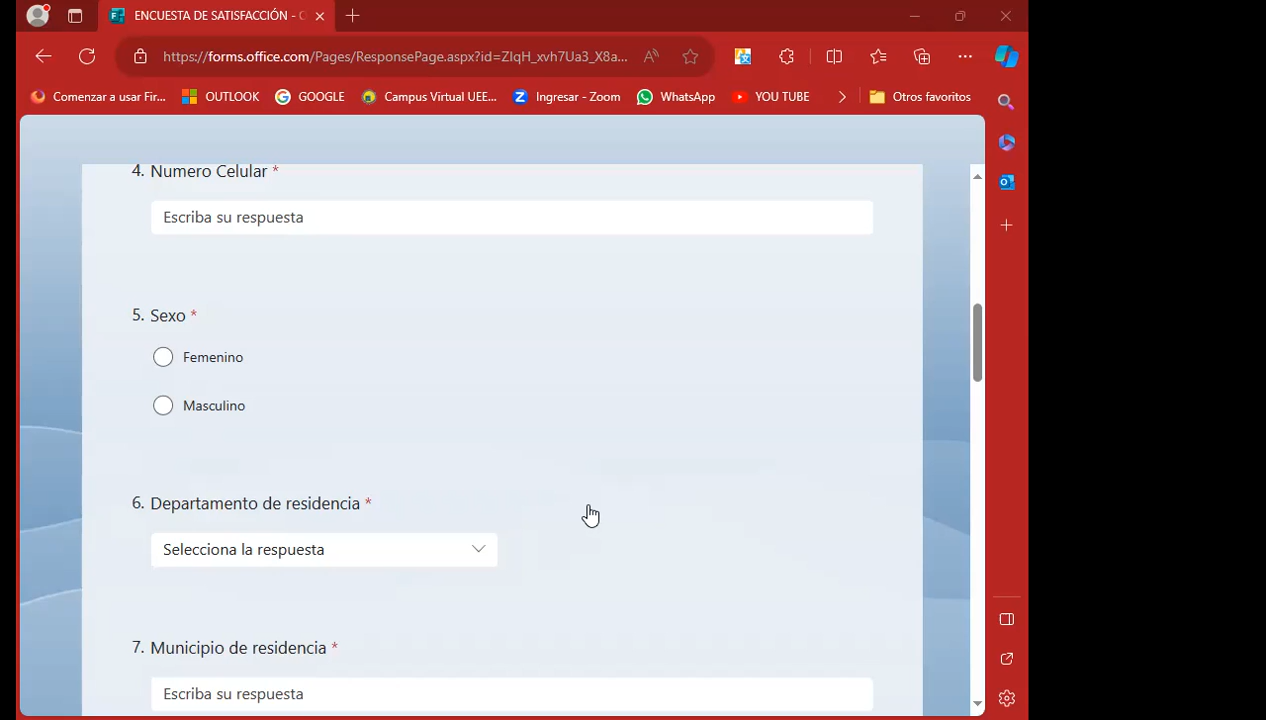 ENCUESTA DE SATISFACCIÓN - C
https://forms.office.com/Pages/ResponsePage.aspx?id=ZIqH_xvh7Ua3_X8a...
Comenzar a usar Fir... OUTLOOK GOOGLE Campus Virtual UEE... Ingresar - Zoom WhatsApp YOU TUBE Otros favoritos
4. Numero Celular *
Escriba su respuesta
5. Sexo *
Femenino
Masculino
6. Departamento de residencia *
Selecciona la respuesta
7. Municipio de residencia *
Escriba su respuesta